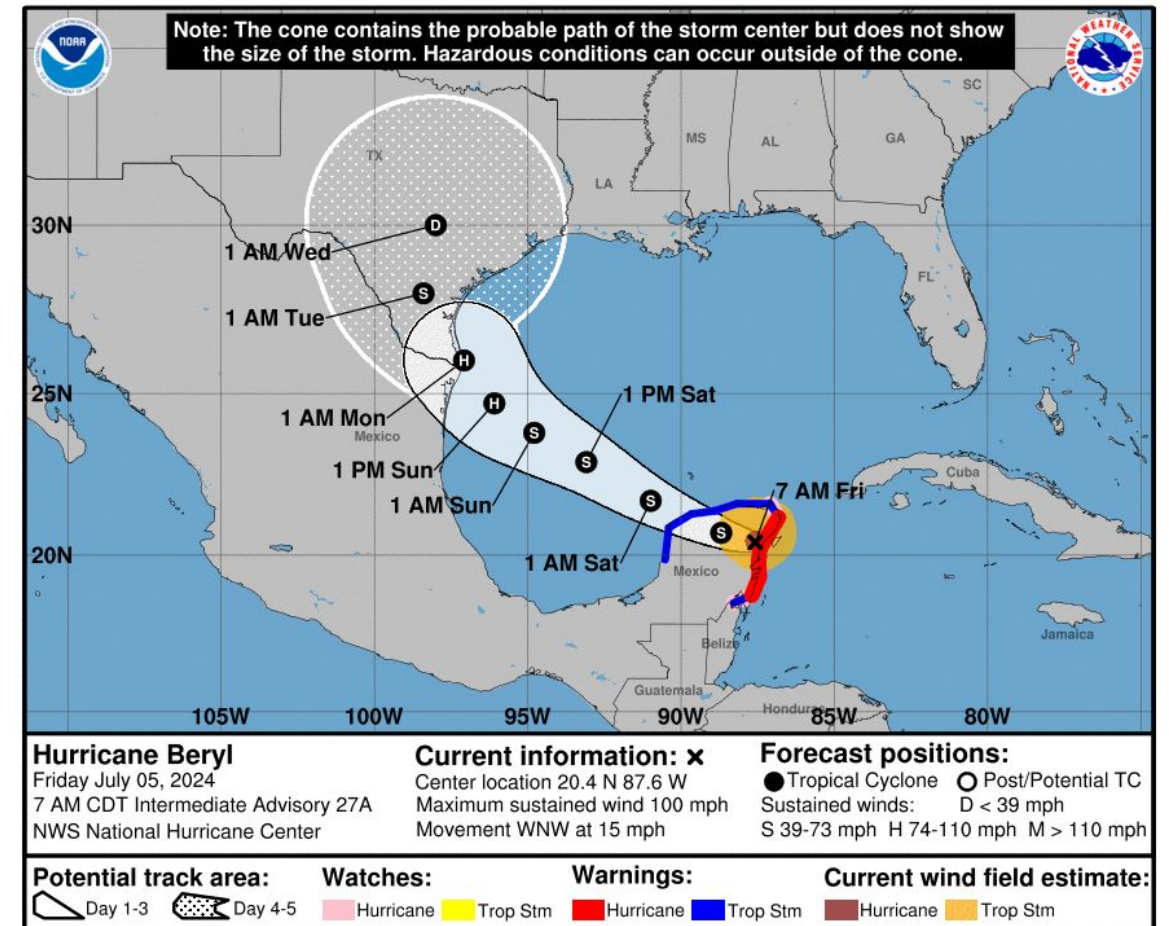 Note: The cone contains the probable path of the storm center but does not show
the size of the storm. Hazardous conditions can occur outside of the cone.
NOAA
NATIONAL WEATHER SERVICE
SC
MS
AL
GA
TX
LA
30N
D
1 AM Wed
FL
S
1 AM Tue
H
25N
1 PM Sat
H
1 AM Mon
Mexico
S
1 PM Sun
S
Cuba
7 AM Fri
1 AM Sun
S
S
20N
1 AM Sat
Mexico
Jamaica
Belize
Guatemala
Honduras
105W
100W
95W
90W
85W
80W
Hurricane Beryl
Friday July 05, 2024
7 AM CDT Intermediate Advisory 27A
NWS National Hurricane Center
Current information: x
Center location 20.4 N 87.6 W
Maximum sustained wind 100 mph
Movement WNW at 15 mph
Forecast positions:
Tropical Cyclone Post/Potential TC
Sustained winds: D < 39 mph
S 39-73 mph H 74-110 mph M > 110 mph
Potential track area:
Day 1-3 Day 4-5
Watches:
Hurricane Trop Stm
Warnings:
Hurricane Trop Stm
Current wind field estimate:
Hurricane Trop Stm